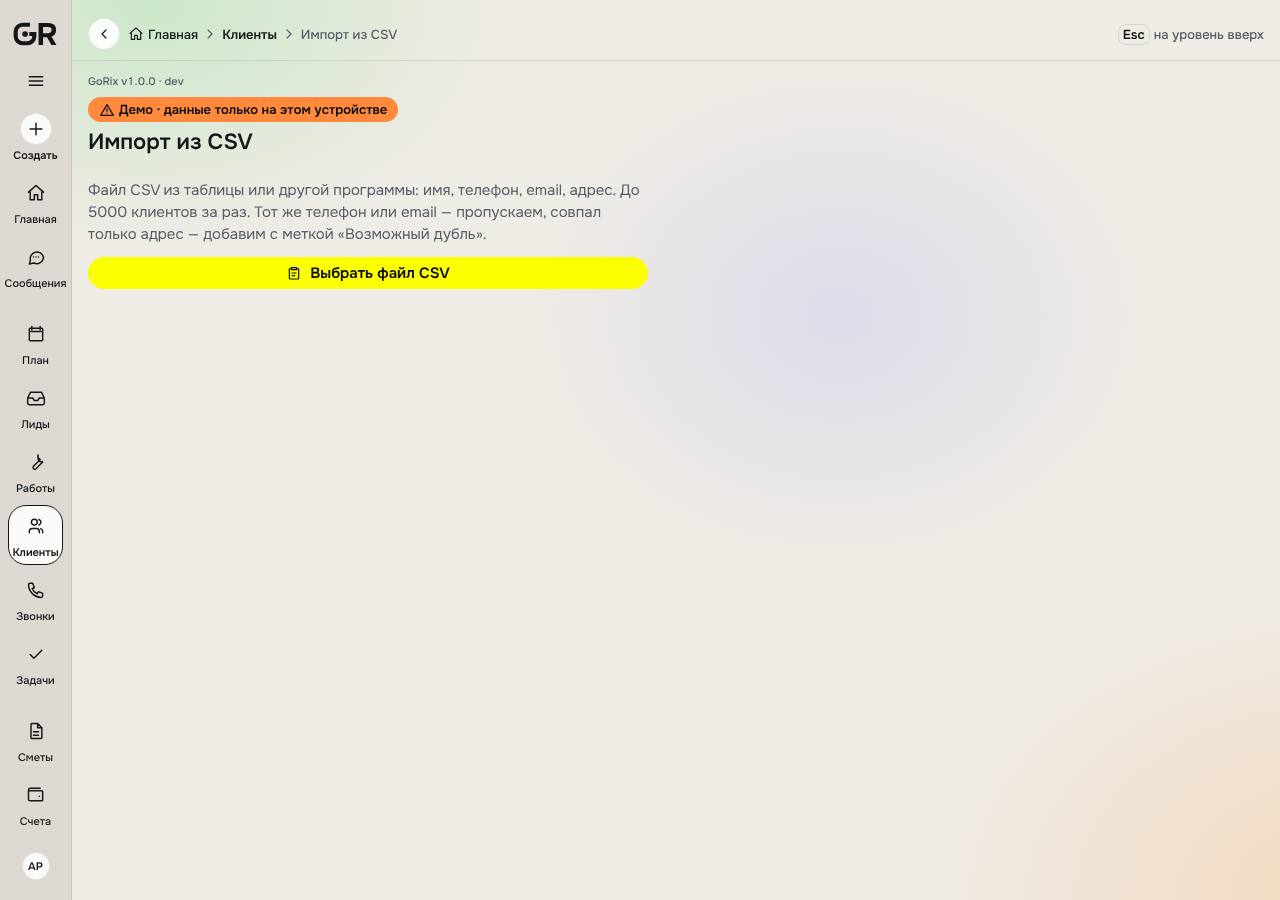 GR
Главная
Клиенты
Импорт из CSV
Esc на уровень вверх
GoRix v1.0.0 · dev
Демо · данные только на этом устройстве
Импорт из CSV
Файл CSV из таблицы или другой программы: имя, телефон, email, адрес. До
5000 клиентов за раз. Тот же телефон или email — пропускаем, совпал
только адрес — добавим с меткой «Возможный дубль».
Выбрать файл CSV
Создать
Главная
Сообщения
План
Лиды
Работы
Клиенты
Звонки
Задачи
Сметы
Счета
AP